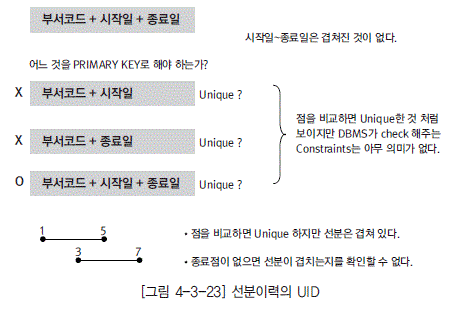 부서코드 + 시작일 + 종료일
시작일~종료일은 겹쳐진 것이 없다.
어느 것을 PRIMARY KEY로 해야 하는가?
X 부서코드 + 시작일 Unique ?
X 부서코드 + 종료일 Unique ?
O 부서코드 + 시작일 + 종료일 Unique ?
점을 비교하면 Unique한 것 처럼
보이지만 DBMS가 check 해주는
Constraints는 아무 의미가 없다.
1 5
3 7
• 점을 비교하면 Unique 하지만 선분은 겹쳐 있다.
• 종료점이 없으면 선분이 겹치는지를 확인할 수 없다.
[그림 4-3-23] 선분이력의 UID